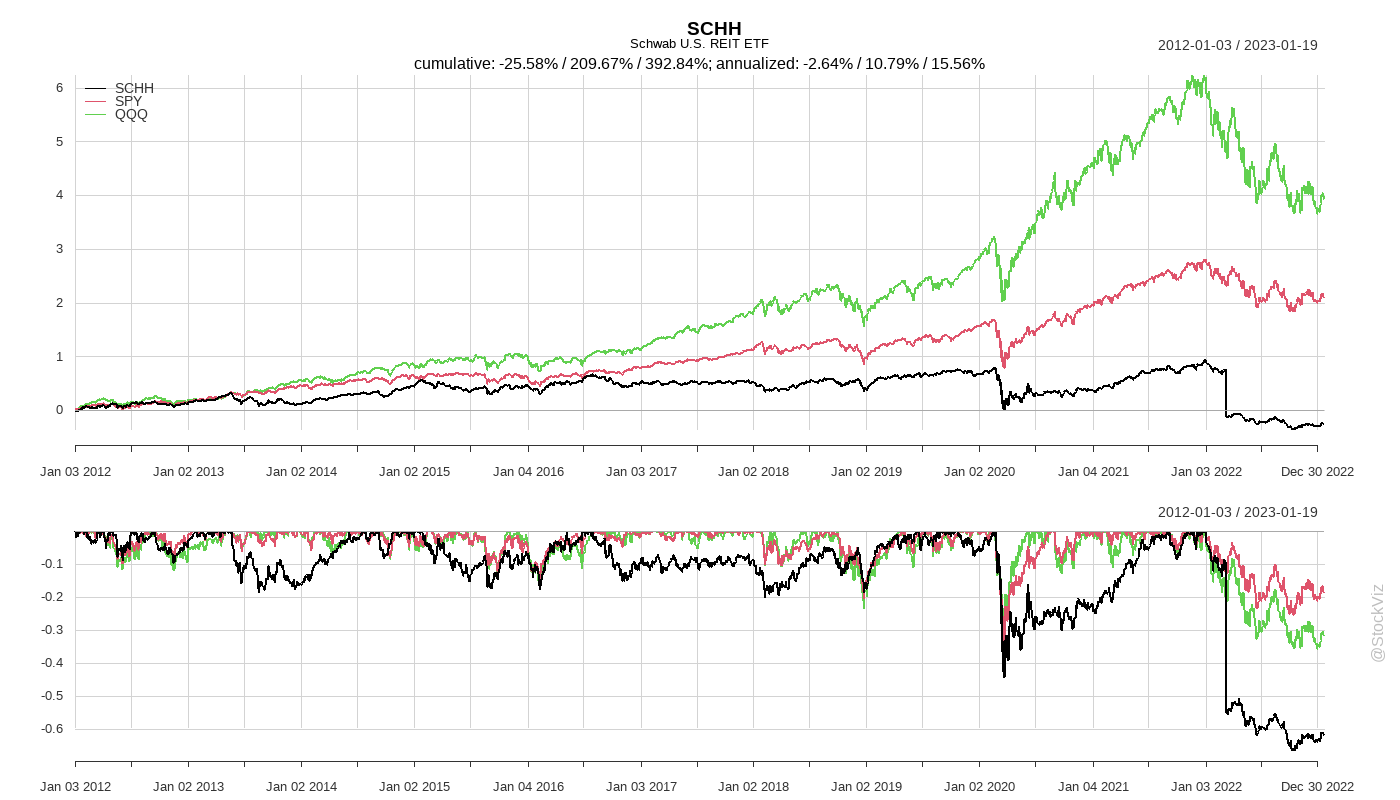 SCHH
Schwab U.S. REIT ETF
2012-01-03 / 2023-01-19
cumulative: -25.58% / 209.67% / 392.84%; annualized: -2.64% / 10.79% / 15.56%
SCHH
SPY
QQQ
6
5
4
3
2
1
0
Jan 03 2012 Jan 02 2013 Jan 02 2014 Jan 02 2015 Jan 04 2016 Jan 03 2017 Jan 02 2018 Jan 02 2019 Jan 02 2020 Jan 04 2021 Jan 03 2022 Dec 30 2022
2012-01-03 / 2023-01-19
-0.1
-0.2
-0.3
-0.4
-0.5
-0.6
Jan 03 2012 Jan 02 2013 Jan 02 2014 Jan 02 2015 Jan 04 2016 Jan 03 2017 Jan 02 2018 Jan 02 2019 Jan 02 2020 Jan 04 2021 Jan 03 2022 Dec 30 2022
@StockViz